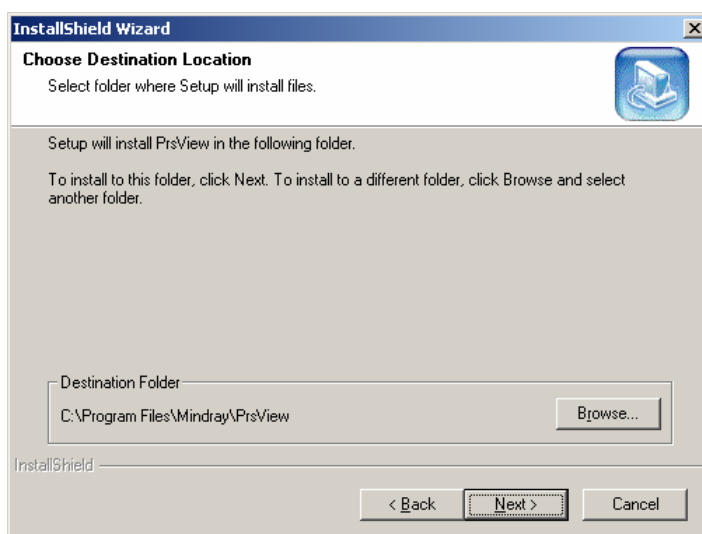 InstallShield Wizard
Choose Destination Location
Select folder where Setup will install files.
Setup will install PrsView in the following folder.
To install to this folder, click Next. To install to a different folder, click Browse and select
another folder.
Destination Folder
C:\Program Files\Mindray\PrsView
Browse...
InstallShield
< Back
Next >
Cancel